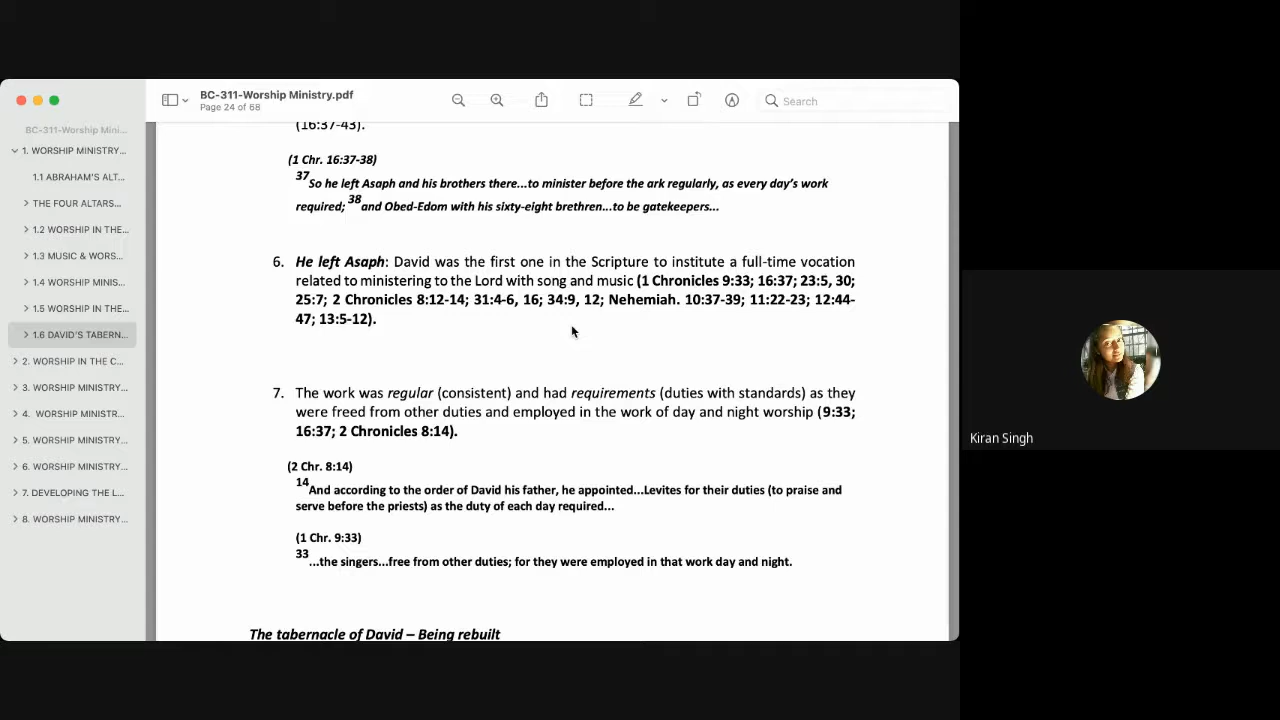 BC-311-Worship Ministry.pdf
Page 24 of 68
Search
BC-311-Worship Mini...
1. WORSHIP MINISTRY...
1.1 ABRAHAM'S ALT...
THE FOUR ALTARS...
1.2 WORSHIP IN THE...
1.3 MUSIC & WORS...
1.4 WORSHIP MINIS...
1.5 WORSHIP IN THE...
1.6 DAVID'S TABERN...
2. WORSHIP IN THE C...
3. WORSHIP MINISTRY...
4. WORSHIP MINISTR...
5. WORSHIP MINISTRY...
6. WORSHIP MINISTRY...
7. DEVELOPING THE L...
8. WORSHIP MINISTRY...
(16:37-43).
(1 Chr. 16:37-38)
37So he left Asaph and his brothers there...to minister before the ark regularly, as every day's work
required; 38and Obed-Edom with his sixty-eight brethren...to be gatekeepers...
6. He left Asaph: David was the first one in the Scripture to institute a full-time vocation
related to ministering to the Lord with song and music (1 Chronicles 9:33; 16:37; 23:5, 30;
25:7; 2 Chronicles 8:12-14; 31:4-6, 16; 34:9, 12; Nehemiah. 10:37-39; 11:22-23; 12:44-
47; 13:5-12).
7. The work was regular (consistent) and had requirements (duties with standards) as they
were freed from other duties and employed in the work of day and night worship (9:33;
16:37; 2 Chronicles 8:14).
(2 Chr. 8:14)
14And according to the order of David his father, he appointed...Levites for their duties (to praise and
serve before the priests) as the duty of each day required...
(1 Chr. 9:33)
33...the singers...free from other duties; for they were employed in that work day and night.
The tabernacle of David – Being rebuilt
Kiran Singh